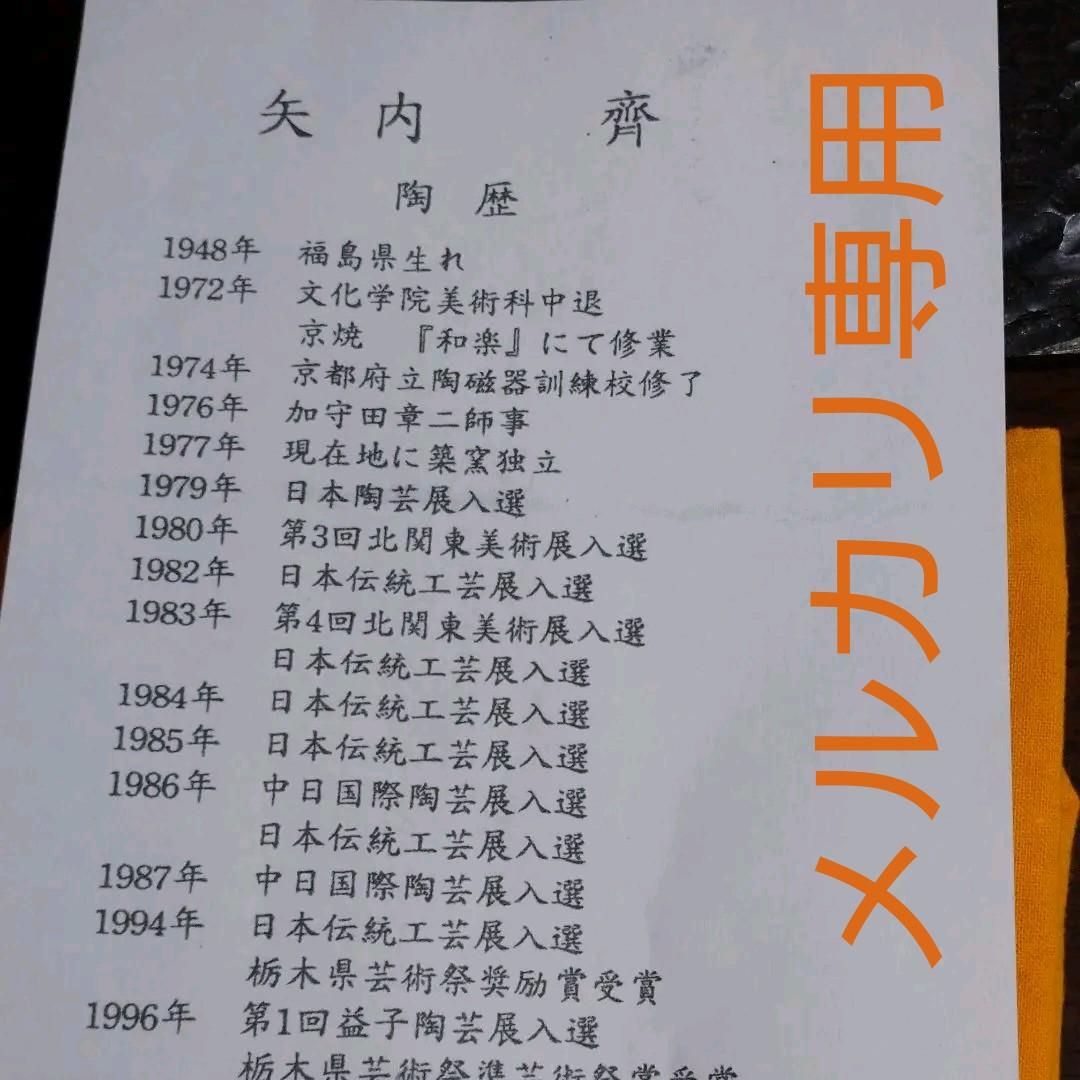 矢内 齊
陶歴
1948年 福島県生れ
1972年 文化学院美術科中退
京焼 『和楽』にて修業
1974年 京都府立陶磁器訓練校修了
1976年 加守田章二師事
1977年 現在地に築窯独立
1979年 日本陶芸展入選
1980年 第3回北関東美術展入選
1982年 日本伝統工芸展入選
1983年 第4回北関東美術展入選
日本伝統工芸展入選
1984年 日本伝統工芸展入選
1985年 日本伝統工芸展入選
1986年 中日国際陶芸展入選
日本伝統工芸展入選
1987年 中日国際陶芸展入選
1994年 日本伝統工芸展入選
栃木県芸術祭奨励賞受賞
1996年 第1回益子陶芸展入選
栃木県芸術祭準芸術祭賞受賞
メルカリ専用